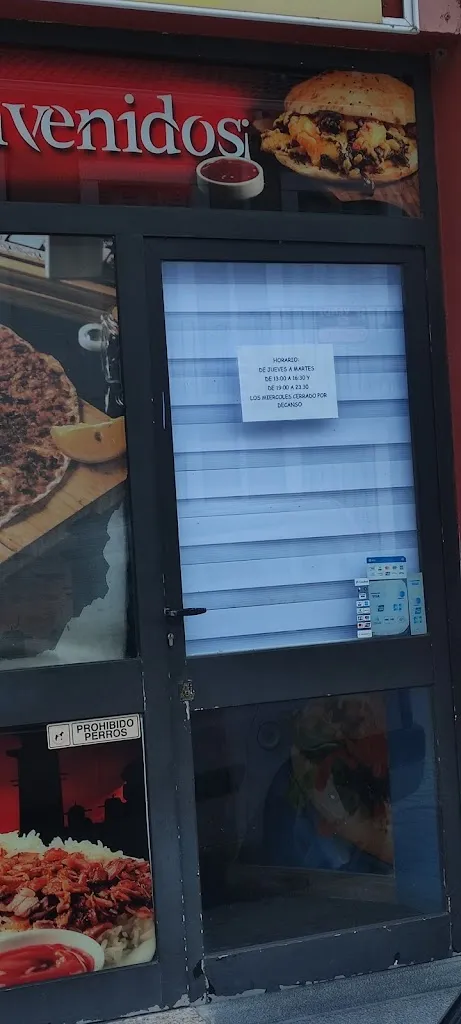 venidos¡
HORARIO:
DE JUEVES A MARTES
DE 13:00 A 16:30 Y
DE 19:00 A 23:30
LOS MIERCOLES CERRADO POR
DECANSO
PROHIBIDO
PERROS